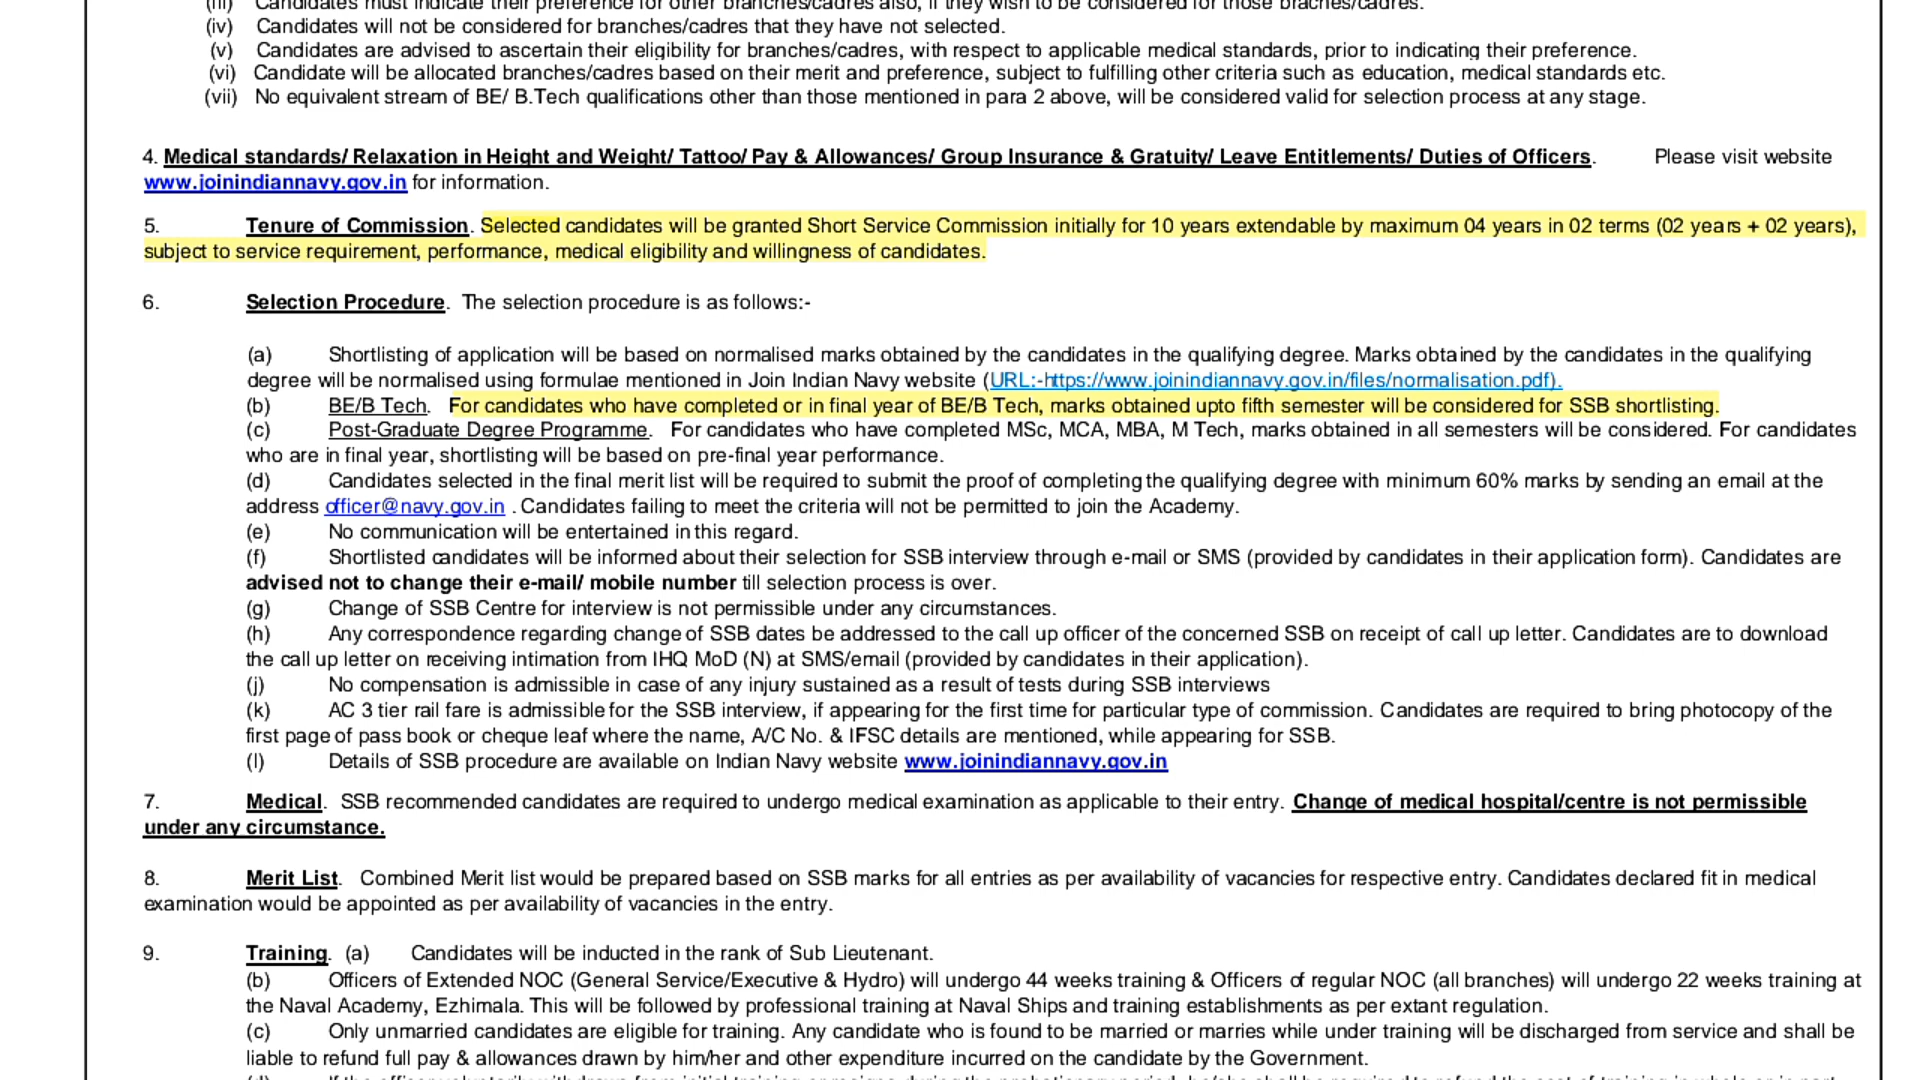 (iii) Candidates must indicate their preference for other branches/cadres also, if they wish to be considered for those braches/cadres.
(iv) Candidates will not be considered for branches/cadres that they have not selected.
(v) Candidates are advised to ascertain their eligibility for branches/cadres, with respect to applicable medical standards, prior to indicating their preference.
(vi) Candidate will be allocated branches/cadres based on their merit and preference, subject to fulfilling other criteria such as education, medical standards etc.
(vii) No equivalent stream of BE/ B.Tech qualifications other than those mentioned in para 2 above, will be considered valid for selection process at any stage.
4. Medical standards/ Relaxation in Height and Weight/ Tattoo/ Pay & Allowances/ Group Insurance & Gratuity/ Leave Entitlements/ Duties of Officers. Please visit website
www.joinindiannavy.gov.in for information.
5. Tenure of Commission. Selected candidates will be granted Short Service Commission initially for 10 years extendable by maximum 04 years in 02 terms (02 years + 02 years),
subject to service requirement, performance, medical eligibility and willingness of candidates.
6. Selection Procedure. The selection procedure is as follows:-
(a) Shortlisting of application will be based on normalised marks obtained by the candidates in the qualifying degree. Marks obtained by the candidates in the qualifying
degree will be normalised using formulae mentioned in Join Indian Navy website (URL:-https://www.joinindiannavy.gov.in/files/normalisation.pdf).
(b) BE/B Tech. For candidates who have completed or in final year of BE/B Tech, marks obtained upto fifth semester will be considered for SSB shortlisting.
(c) Post-Graduate Degree Programme. For candidates who have completed MSc, MCA, MBA, M Tech, marks obtained in all semesters will be considered. For candidates
who are in final year, shortlisting will be based on pre-final year performance.
(d) Candidates selected in the final merit list will be required to submit the proof of completing the qualifying degree with minimum 60% marks by sending an email at the
address officer@navy.gov.in . Candidates failing to meet the criteria will not be permitted to join the Academy.
(e) No communication will be entertained in this regard.
(f) Shortlisted candidates will be informed about their selection for SSB interview through e-mail or SMS (provided by candidates in their application form). Candidates are
advised not to change their e-mail/ mobile number till selection process is over.
(g) Change of SSB Centre for interview is not permissible under any circumstances.
(h) Any correspondence regarding change of SSB dates be addressed to the call up officer of the concerned SSB on receipt of call up letter. Candidates are to download
the call up letter on receiving intimation from IHQ MoD (N) at SMS/email (provided by candidates in their application).
(j) No compensation is admissible in case of any injury sustained as a result of tests during SSB interviews
(k) AC 3 tier rail fare is admissible for the SSB interview, if appearing for the first time for particular type of commission. Candidates are required to bring photocopy of the
first page of pass book or cheque leaf where the name, A/C No. & IFSC details are mentioned, while appearing for SSB.
(l) Details of SSB procedure are available on Indian Navy website www.joinindiannavy.gov.in
7. Medical. SSB recommended candidates are required to undergo medical examination as applicable to their entry. Change of medical hospital/centre is not permissible
under any circumstance.
8. Merit List. Combined Merit list would be prepared based on SSB marks for all entries as per availability of vacancies for respective entry. Candidates declared fit in medical
examination would be appointed as per availability of vacancies in the entry.
9. Training. (a) Candidates will be inducted in the rank of Sub Lieutenant.
(b) Officers of Extended NOC (General Service/Executive & Hydro) will undergo 44 weeks training & Officers of regular NOC (all branches) will undergo 22 weeks training at
the Naval Academy, Ezhimala. This will be followed by professional training at Naval Ships and training establishments as per extant regulation.
(c) Only unmarried candidates are eligible for training. Any candidate who is found to be married or marries while under training will be discharged from service and shall be
liable to refund full pay & allowances drawn by him/her and other expenditure incurred on the candidate by the Government.